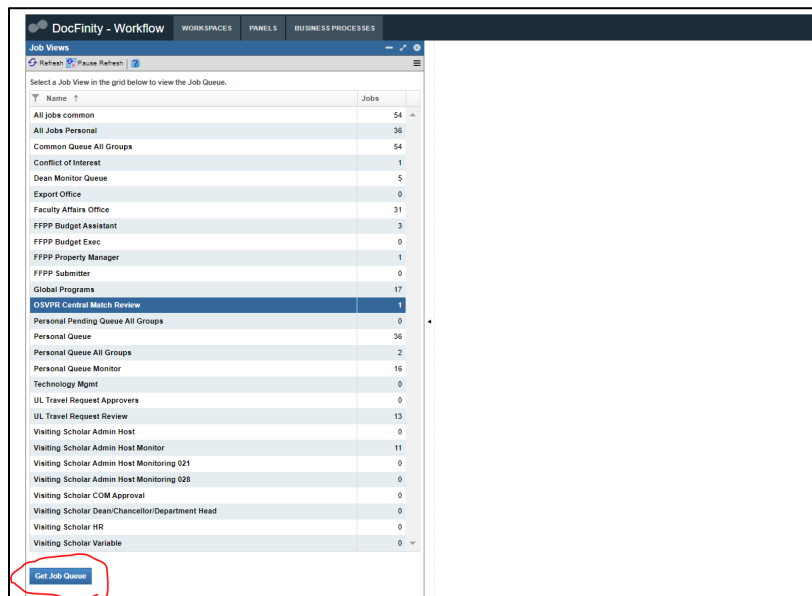 DocFinity - Workflow WORKSPACES PANELS BUSINESS PROCESSES
Job Views
Refresh Pause Refresh ?
Select a Job View in the grid below to view the Job Queue.
Name ↑ Jobs
All jobs common 54
All Jobs Personal 36
Common Queue All Groups 54
Conflict of Interest 1
Dean Monitor Queue 5
Export Office 0
Faculty Affairs Office 31
FFPP Budget Assistant 3
FFPP Budget Exec 0
FFPP Property Manager 1
FFPP Submitter 0
Global Programs 17
OSVPR Central Match Review 1
Personal Pending Queue All Groups 0
Personal Queue 36
Personal Queue All Groups 2
Personal Queue Monitor 16
Technology Mgmt 0
UL Travel Request Approvers 0
UL Travel Request Review 13
Visiting Scholar Admin Host 0
Visiting Scholar Admin Host Monitor 11
Visiting Scholar Admin Host Monitoring 021 0
Visiting Scholar Admin Host Monitoring 028 0
Visiting Scholar COM Approval 0
Visiting Scholar Dean/Chancellor/Department Head 0
Visiting Scholar HR 0
Visiting Scholar Variable 0
Get Job Queue